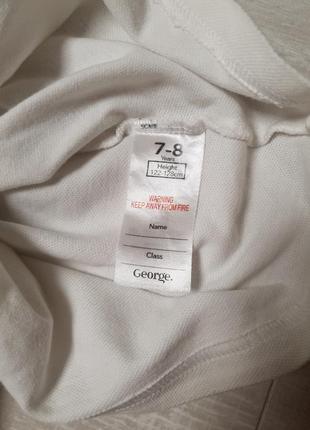 7-8
Years
Height
122-128cm
WARNING
KEEP AWAY FROM FIRE
Name
Class
George.